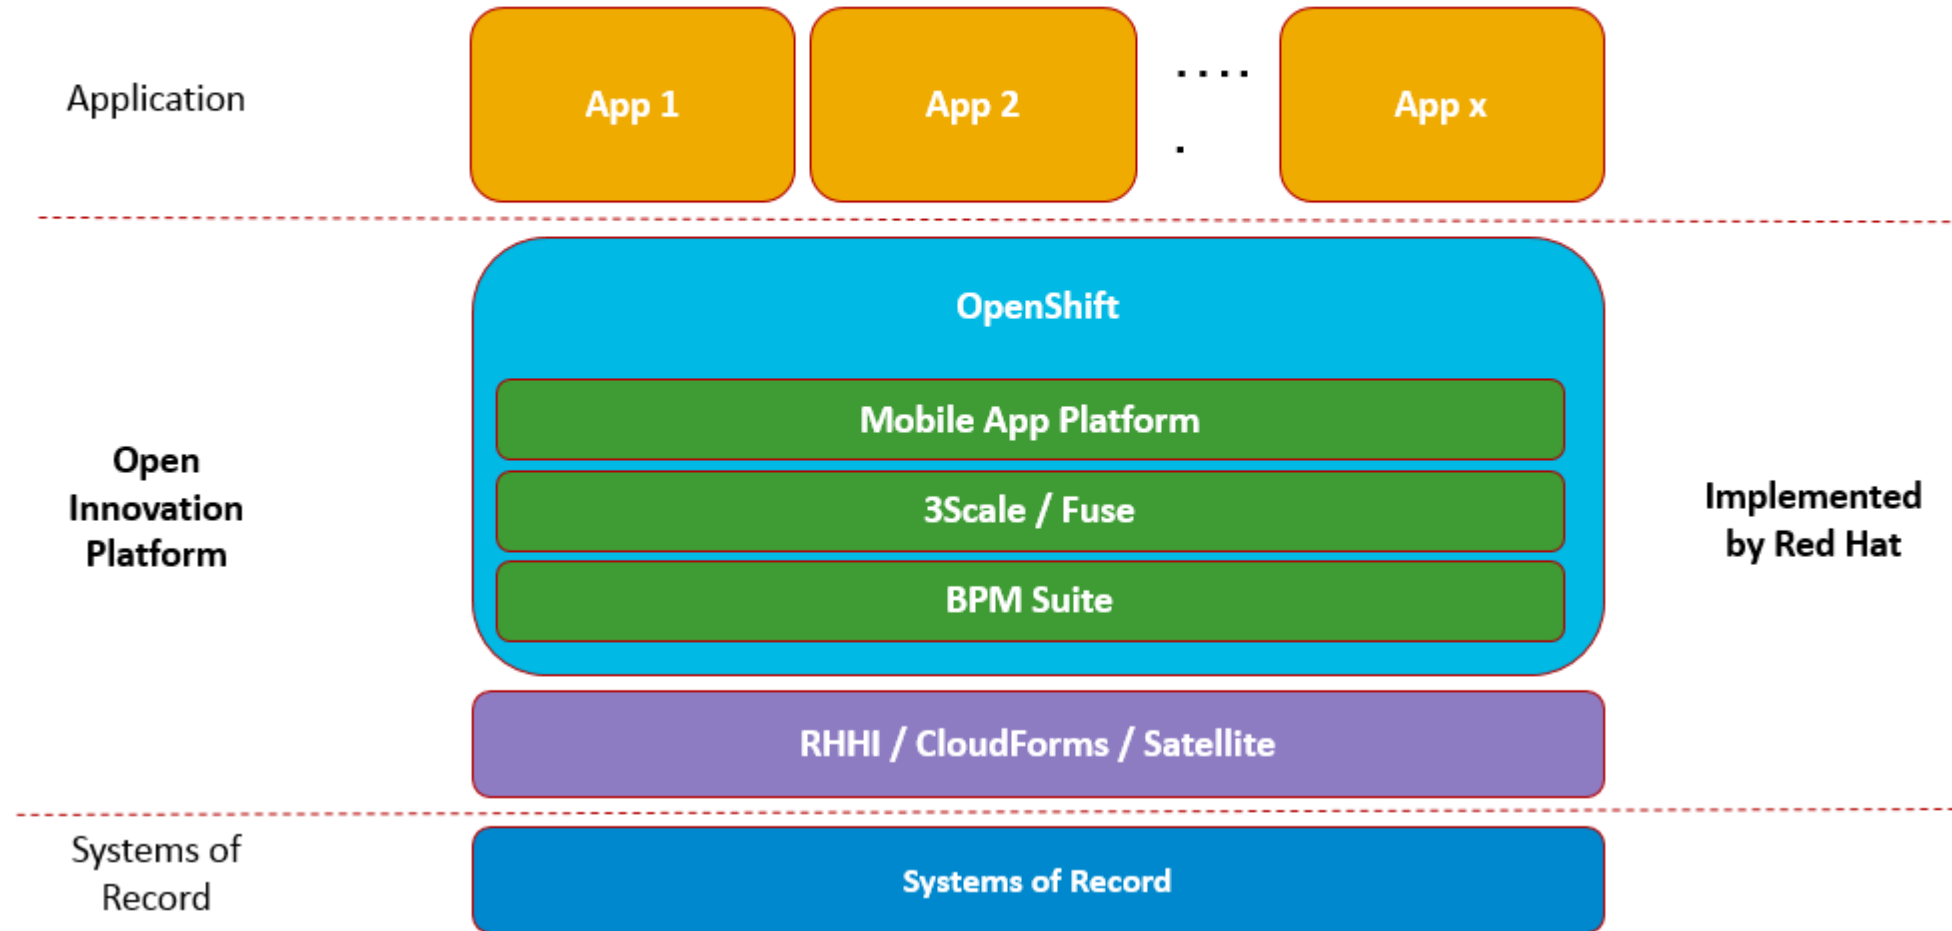 Application
App 1
App 2
....
.
App x
OpenShift
Mobile App Platform
3Scale / Fuse
BPM Suite
Open
Innovation
Platform
Implemented
by Red Hat
RHHI / CloudForms / Satellite
Systems of
Record
Systems of Record